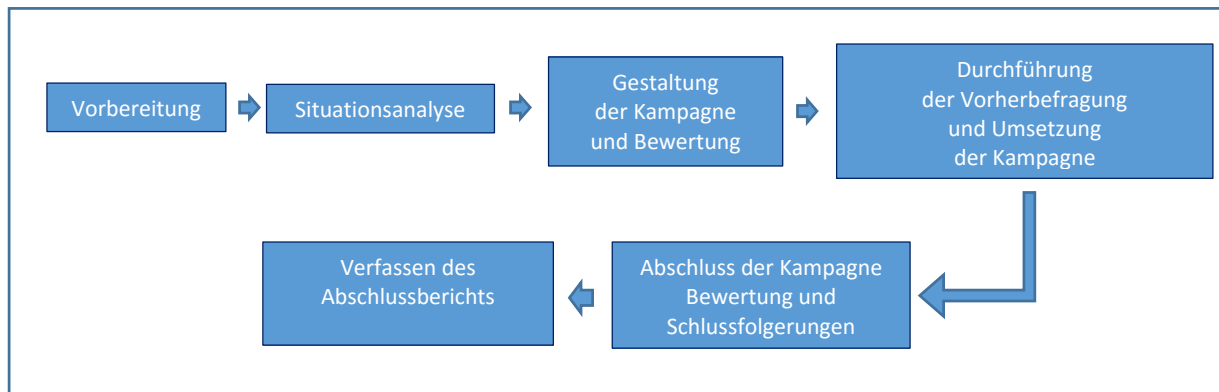 Vorbereitung
Situationsanalyse
Gestaltung
der Kampagne
und Bewertung
Durchführung
der Vorherbefragung
und Umsetzung
der Kampagne
Abschluss der Kampagne
Bewertung und
Schlussfolgerungen
Verfassen des
Abschlussberichts